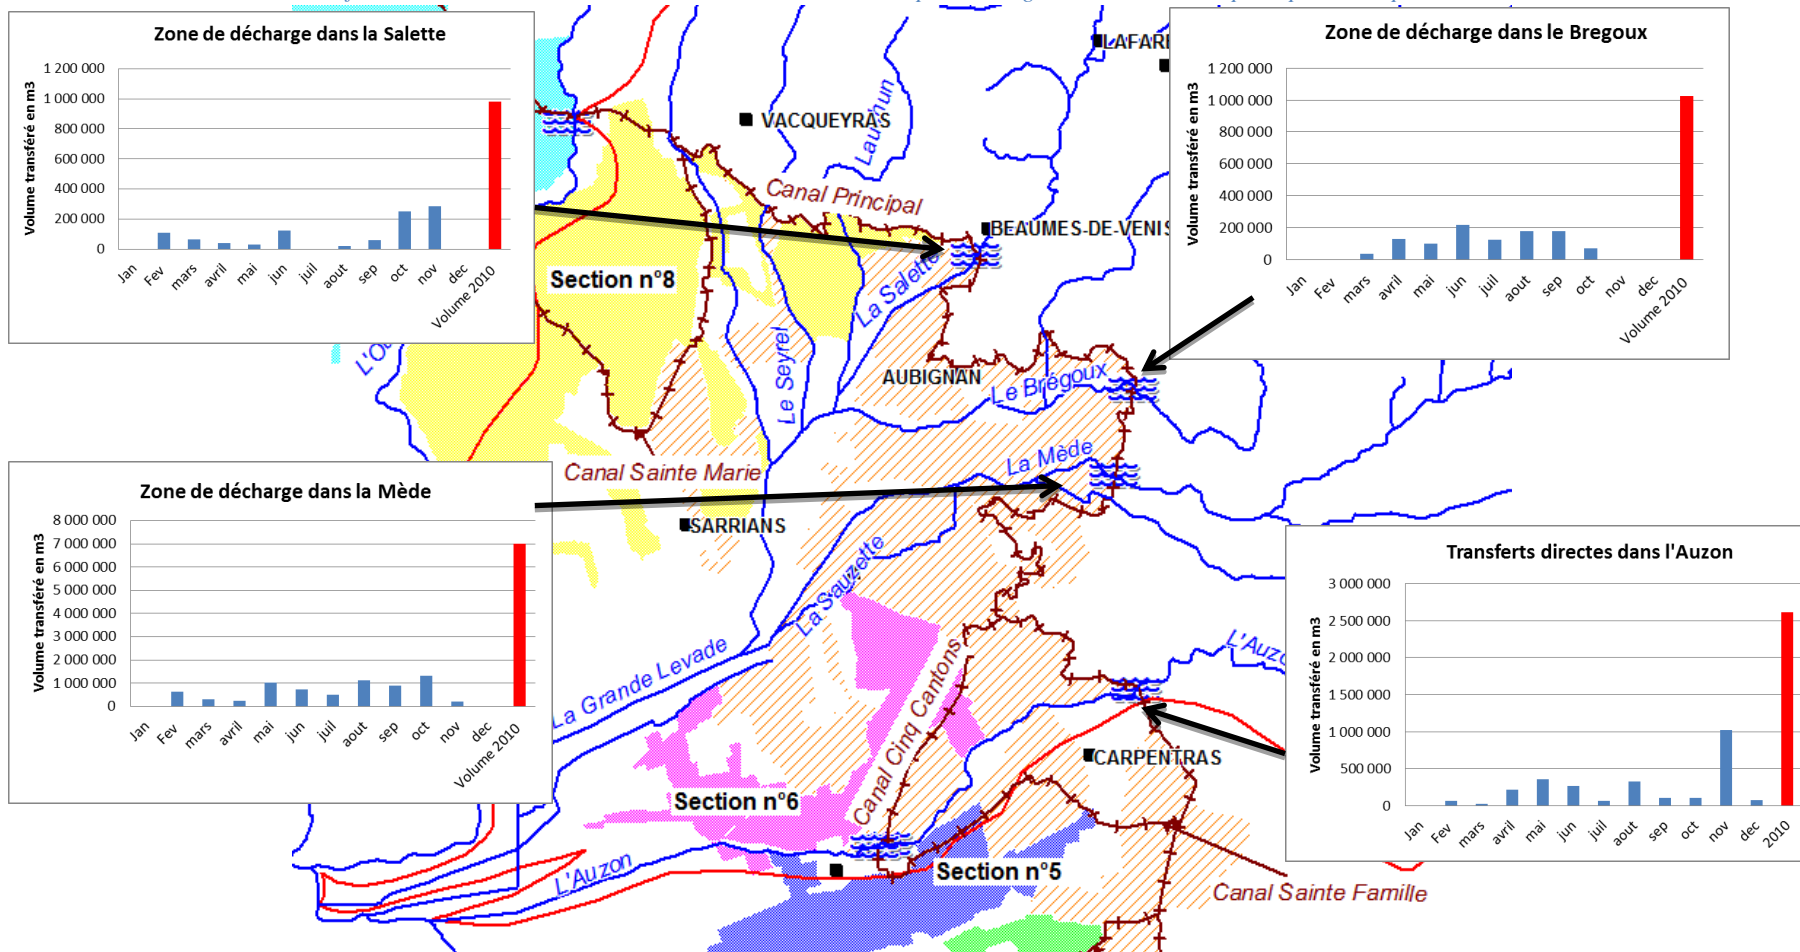 Zone de décharge dans la Salette
Volume transféré en m3
1 200 000
1 000 000
800 000
600 000
400 000
200 000
0
Jan
Fev
mars
avril
mai
jun
juil
aout
sep
oct
nov
dec
Volume 2010
Zone de décharge dans le Bregoux
Volume transféré en m3
1 200 000
1 000 000
800 000
600 000
400 000
200 000
0
Jan
Fev
mars
avril
mai
jun
juil
aout
sep
oct
nov
dec
Volume 2010
LAFARE
VACQUEYRAS
Lauchun
Canal Principal
BEAUMES-DE-VENIS
Section n°8
La Salette
L'Ou
Le Seyrel
AUBIGNAN
Le Brégoux
Canal Sainte Marie
La Mède
SARRIANS
Zone de décharge dans la Mède
Volume transféré en m3
8 000 000
7 000 000
6 000 000
5 000 000
4 000 000
3 000 000
2 000 000
1 000 000
0
Jan
Fev
mars
avril
mai
jun
juil
aout
sep
oct
nov
dec
Volume 2010
La Sauzette
La Grande Levade
Canal Cinq Cantons
L'Auzo
CARPENTRAS
Section n°6
L'Auzon
Section n°5
Canal Sainte Famille
Transferts directes dans l'Auzon
Volume transféré en m3
3 000 000
2 500 000
2 000 000
1 500 000
1 000 000
500 000
0
Jan
Fev
mars
avril
mai
jun
juil
aout
sep
oct
nov
dec
2010